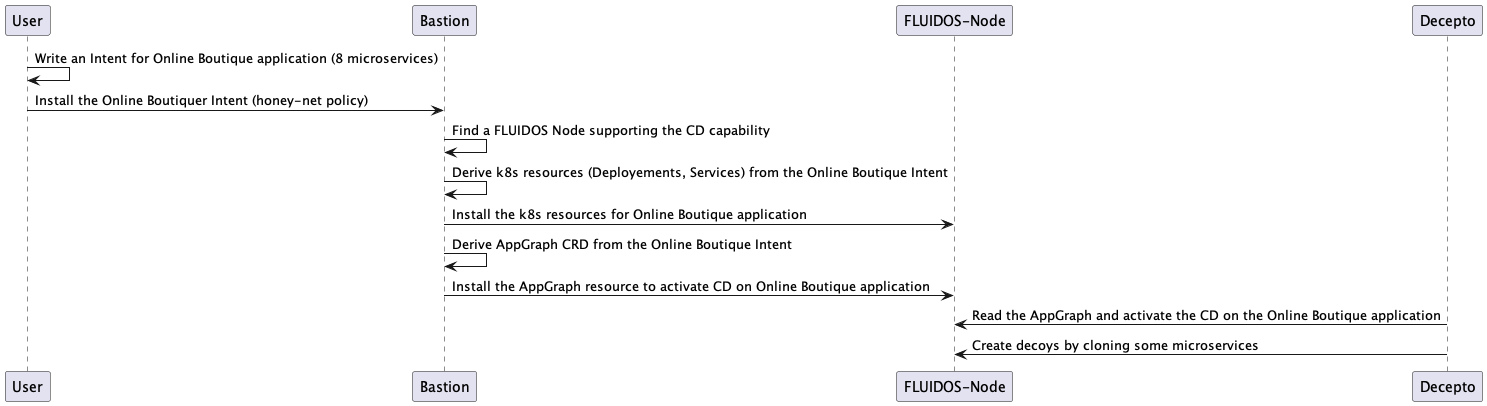 User
Bastion
FLUIDOS-Node
Decepto
Write an Intent for Online Boutique application (8 microservices)
Install the Online Boutiquer Intent (honey-net policy)
Find a FLUIDOS Node supporting the CD capability
Derive k8s resources (Deployements, Services) from the Online Boutique Intent
Install the k8s resources for Online Boutique application
Derive AppGraph CRD from the Online Boutique Intent
Install the AppGraph resource to activate CD on Online Boutique application
Read the AppGraph and activate the CD on the Online Boutique application
Create decoys by cloning some microservices
User
Bastion
FLUIDOS-Node
Decepto